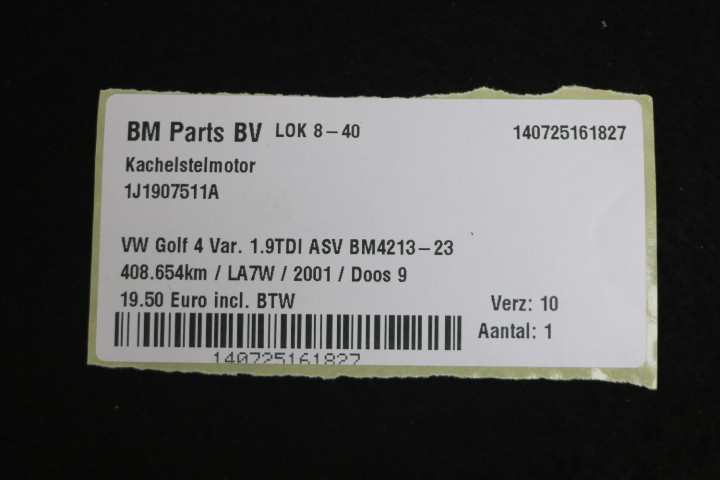 BM Parts BV LOK 8-40 140725161827
Kachelstelmotor
1J1907511A
VW Golf 4 Var. 1.9TDI ASV BM4213-23
408.654km / LA7W / 2001 / Doos 9
19.50 Euro incl. BTW Verz: 10
Aantal: 1
140725161827